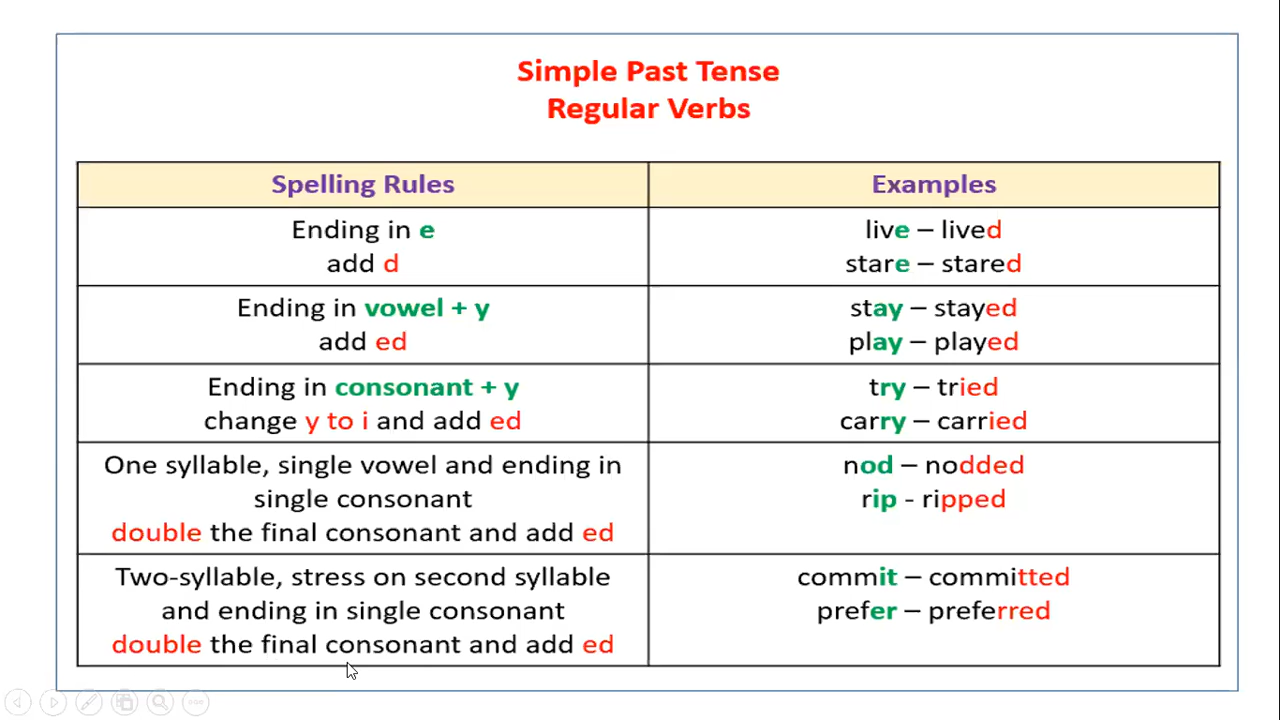 Simple Past Tense
Regular Verbs
Spelling Rules
Examples
Ending in e
add d
live – lived
stare – stared
Ending in vowel + y
add ed
stay – stayed
play – played
Ending in consonant + y
change y to i and add ed
try – tried
carry – carried
One syllable, single vowel and ending in
single consonant
double the final consonant and add ed
nod – nodded
rip - ripped
Two-syllable, stress on second syllable
and ending in single consonant
double the final consonant and add ed
commit – committed
prefer – preferred